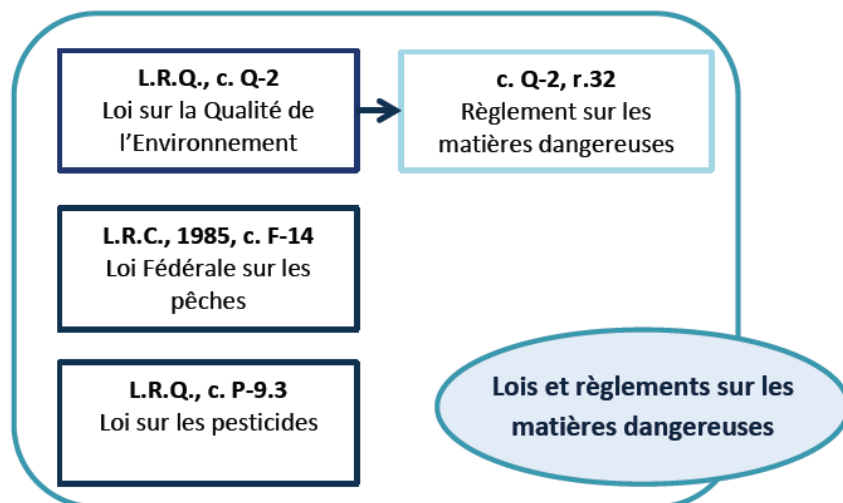 L.R.Q., c. Q-2
Loi sur la Qualité de
l'Environnement
c. Q-2, r.32
Règlement sur les
matières dangereuses
L.R.C., 1985, c. F-14
Loi Fédérale sur les
pêches
L.R.Q., c. P-9.3
Loi sur les pesticides
Lois et règlements sur les
matières dangereuses